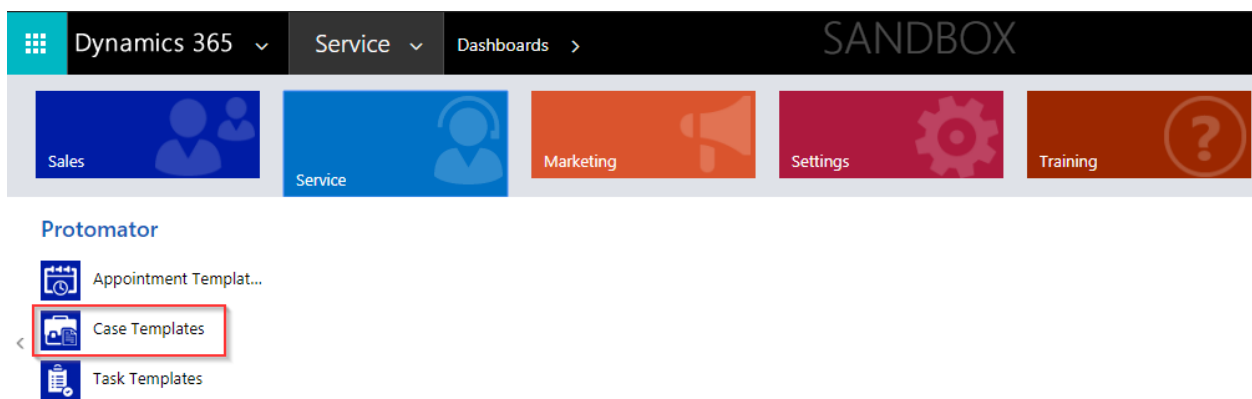 Dynamics 365 Service Dashboards > SANDBOX
Sales Service Marketing Settings Training
Protomator
Appointment Templat...
Case Templates
Task Templates